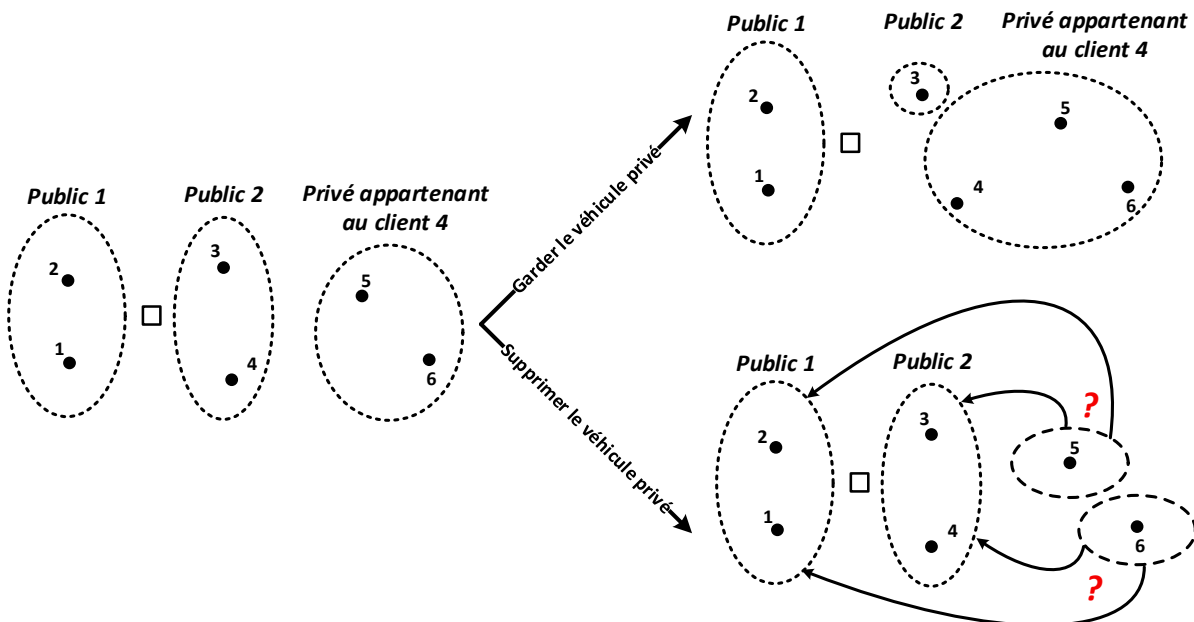 Public 1
Public 2
Privé appartenant
au client 4
2
1
3
4
5
6
Garder le véhicule privé
Supprimer le véhicule privé
Public 1
Public 2
Privé appartenant
au client 4
2
1
3
5
4
6
Public 1
Public 2
2
1
3
4
?
5
6
?